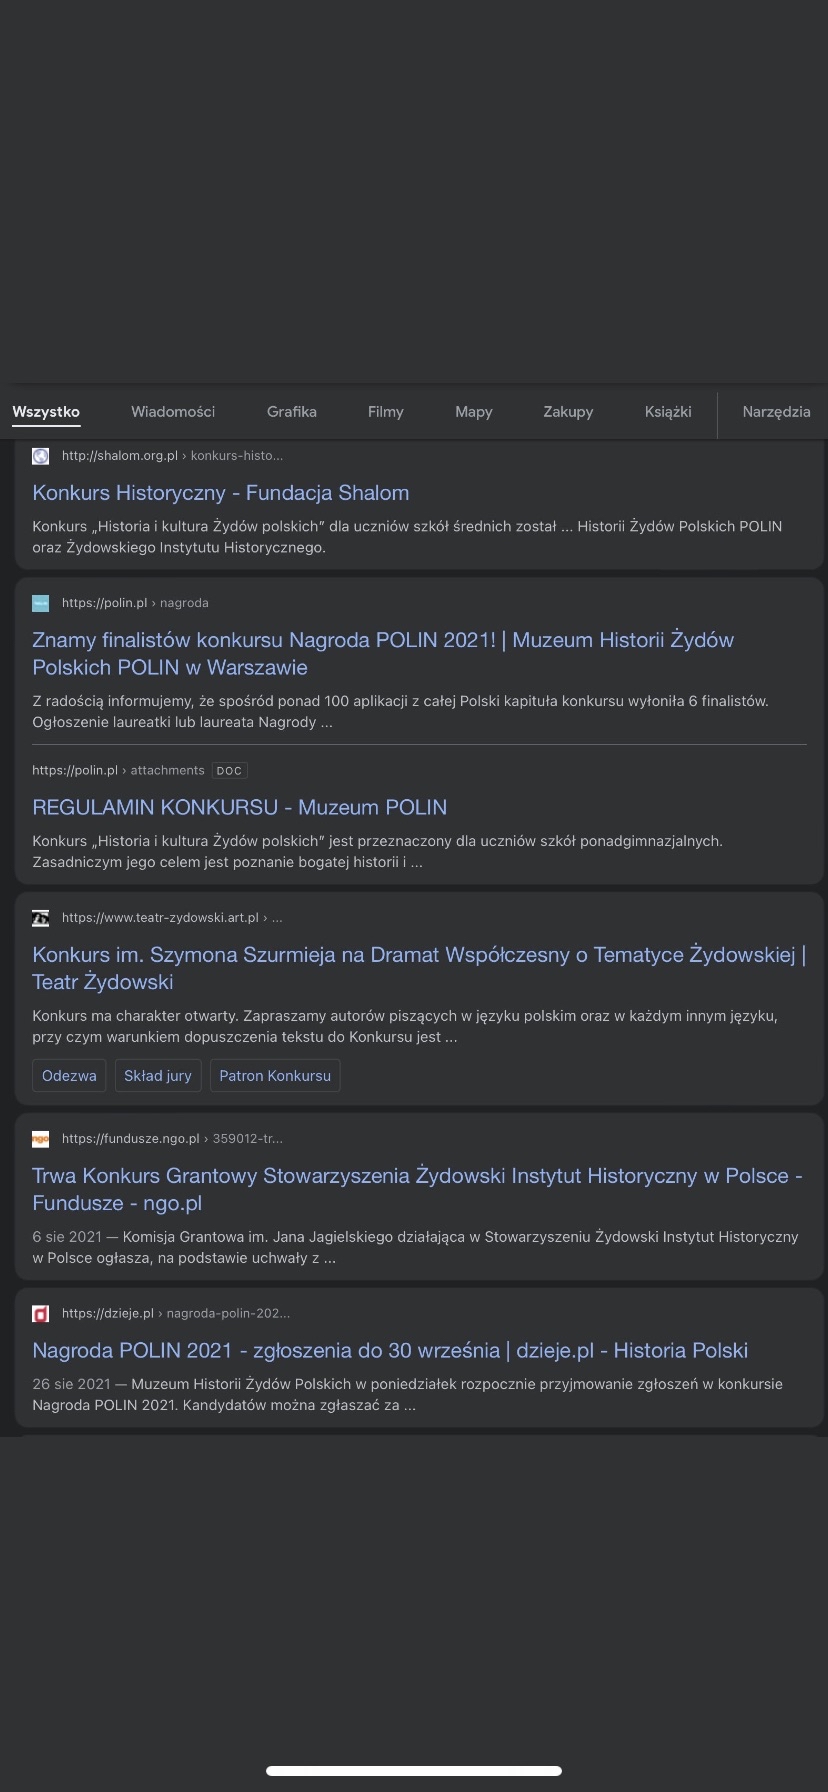 Wszystko Wiadomości Grafika Filmy Mapy Zakupy Książki Narzędzia
http://shalom.org.pl › konkurs-histo...
Konkurs Historyczny - Fundacja Shalom
Konkurs „Historia i kultura Żydów polskich” dla uczniów szkół średnich został ... Historii Żydów Polskich POLIN
oraz Żydowskiego Instytutu Historycznego.
https://polin.pl › nagroda
Znamy finalistów konkursu Nagroda POLIN 2021! | Muzeum Historii Żydów
Polskich POLIN w Warszawie
Z radością informujemy, że spośród ponad 100 aplikacji z całej Polski kapituła konkursu wyłoniła 6 finalistów.
Ogłoszenie laureatki lub laureata Nagrody ...
https://polin.pl › attachments DOC
REGULAMIN KONKURSU - Muzeum POLIN
Konkurs „Historia i kultura Żydów polskich” jest przeznaczony dla uczniów szkół ponadgimnazjalnych.
Zasadniczym jego celem jest poznanie bogatej historii i ...
https://www.teatr-zydowski.art.pl › ...
Konkurs im. Szymona Szurmieja na Dramat Współczesny o Tematyce Żydowskiej |
Teatr Żydowski
Konkurs ma charakter otwarty. Zapraszamy autorów piszących w języku polskim oraz w każdym innym języku,
przy czym warunkiem dopuszczenia tekstu do Konkursu jest ...
Odezwa Skład jury Patron Konkursu
ngo https://fundusze.ngo.pl › 359012-tr...
Trwa Konkurs Grantowy Stowarzyszenia Żydowski Instytut Historyczny w Polsce -
Fundusze - ngo.pl
6 sie 2021 — Komisja Grantowa im. Jana Jagielskiego działająca w Stowarzyszeniu Żydowski Instytut Historyczny
w Polsce ogłasza, na podstawie uchwały z ...
https://dzieje.pl › nagroda-polin-202...
Nagroda POLIN 2021 - zgłoszenia do 30 września | dzieje.pl - Historia Polski
26 sie 2021 — Muzeum Historii Żydów Polskich w poniedziałek rozpocznie przyjmowanie zgłoszeń w konkursie
Nagroda POLIN 2021. Kandydatów można zgłaszać za ...